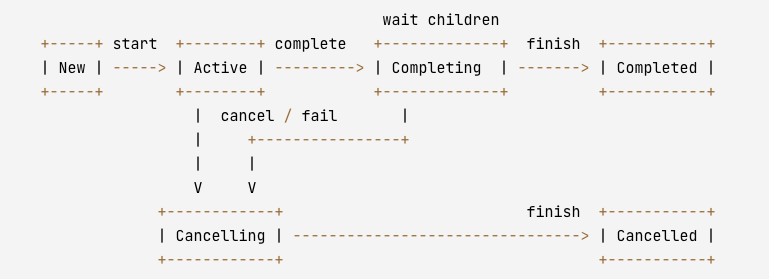 wait children
+-----+ start  +--------+ complete   +-------------+  finish  +-----------+
| New | -----> | Active | ---------> | Completing  | -------> | Completed |
+-----+        +--------+            +-------------+          +-----------+
                 |  cancel / fail       |
                 |     +----------------+
                 |     |
                 V     V
             +------------+                           finish  +-----------+
             | Cancelling | --------------------------------> | Cancelled |
             +------------+                                   +-----------+